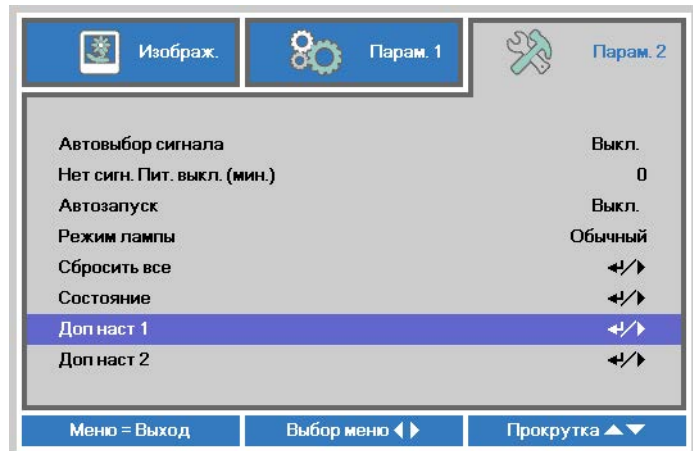 Изображ. Парам. 1 Парам. 2
Автовыбор сигнала Выкл.
Нет сигн. Пит. выкл. (мин.) 0
Автозапуск Выкл.
Режим лампы Обычный
Сбросить все ↵/▶
Состояние ↵/▶
Доп наст 1 ↵/▶
Доп наст 2 ↵/▶
Меню = Выход Выбор меню ◀ ▶ Прокрутка ▲▼